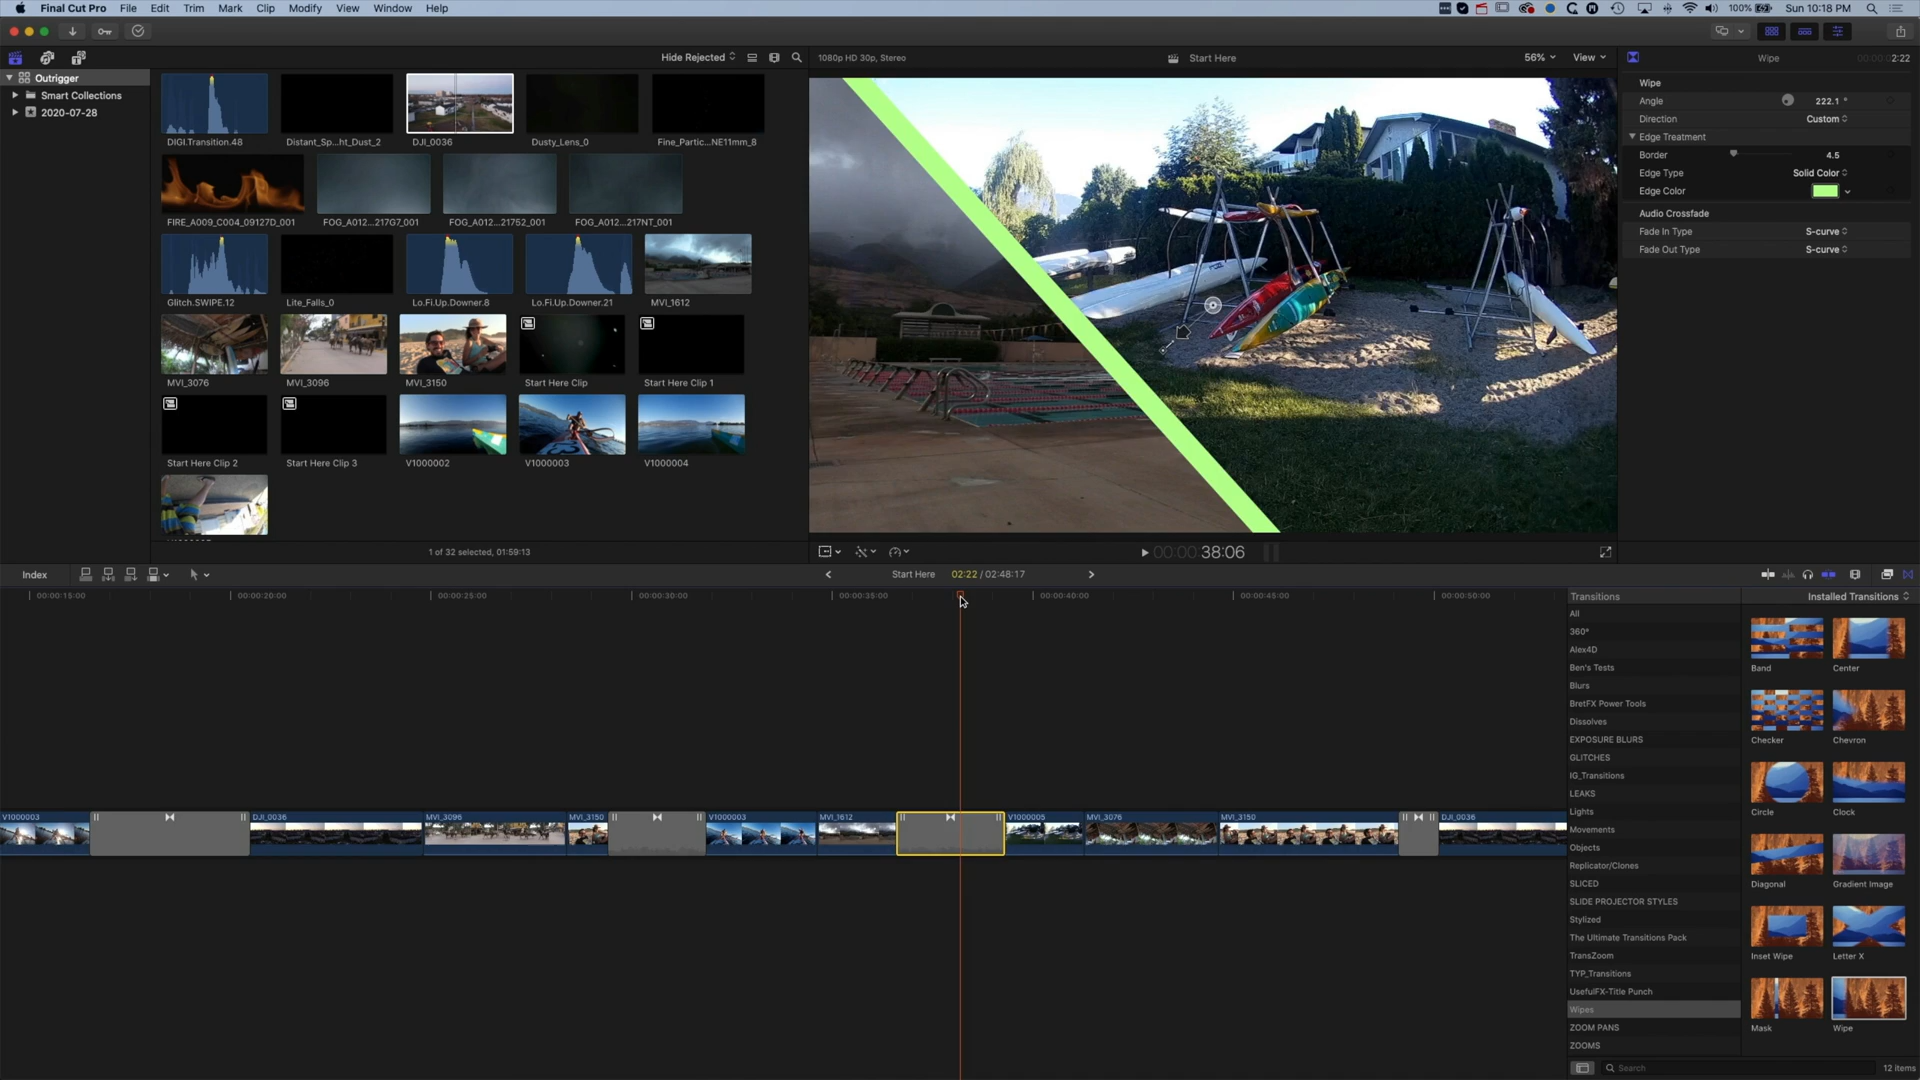 Final Cut Pro File Edit Trim Mark Clip Modify View Window Help
100% Sun 10:18 PM
Hide Rejected
1080p HD 30p, Stereo
Start Here
56% View
Wipe
2:22
Outrigger
Smart Collections
2020-07-28
DIGI.Transition.48
Distant_Sp...ht_Dust_2
DJI_0036
Dusty_Lens_0
Fine_Partic...NE11mm_8
FIRE_A009_C004_09127D_001
FOG_A012...217G7_001
FOG_A012...21752_001
FOG_A012...217NT_001
Glitch.SWIPE.12
Lite_Falls_0
Lo.Fi.Up.Downer.8
Lo.Fi.Up.Downer.21
MVI_1612
MVI_3076
MVI_3096
MVI_3150
Start Here Clip
Start Here Clip 1
Start Here Clip 2
Start Here Clip 3
V1000002
V1000003
V1000004
1 of 32 selected, 01:59:13
00:00:38:06
Wipe
Angle 222.1 °
Direction Custom
Edge Treatment
Border 4.5
Edge Type Solid Color
Edge Color
Audio Crossfade
Fade In Type S-curve
Fade Out Type S-curve
Index
Start Here 02:22 / 02:48:17
00:00:15:00 00:00:20:00 00:00:25:00 00:00:30:00 00:00:35:00 00:00:40:00 00:00:45:00 00:00:50:00
V1000003 DJI_0036 MVI_3096 MVI_3150 V1000003 MVI_1612 V1000005 MVI_3076 MVI_3150 DJI_0036
Transitions
Installed Transitions
All
360°
Alex4D
Ben's Tests
Blurs
BretFX Power Tools
Dissolves
EXPOSURE BLURS
GLITCHES
IG_Transitions
LEAKS
Lights
Movements
Objects
Replicator/Clones
SLICED
SLIDE PROJECTOR STYLES
Stylized
The Ultimate Transitions Pack
TransZoom
TYP_Transitions
UsefulFX-Title Punch
Wipes
ZOOM PANS
ZOOMS
Band
Center
Checker
Chevron
Circle
Clock
Diagonal
Gradient Image
Inset Wipe
Letter X
Mask
Wipe
Search
12 items